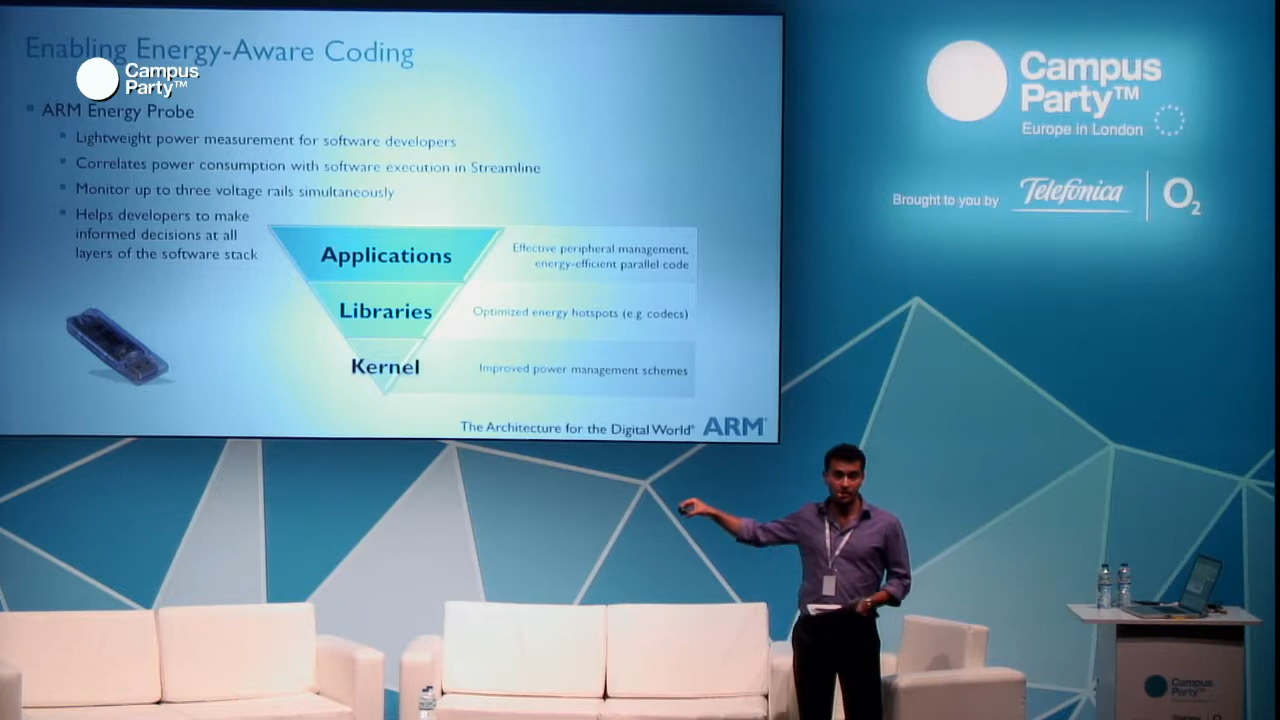 Enabling Energy-Aware Coding
Campus
Party™
ARM Energy Probe
Lightweight power measurement for software developers
Correlates power consumption with software execution in Streamline
Monitor up to three voltage rails simultaneously
Helps developers to make
informed decisions at all
layers of the software stack
Applications
Effective peripheral management,
energy-efficient parallel code
Libraries
Optimized energy hotspots (e.g. codecs)
Kernel
Improved power management schemes
The Architecture for the Digital World® ARM®
Campus
Party™
Europe in London
Brought to you by Telefónica O2
Campus
Party™